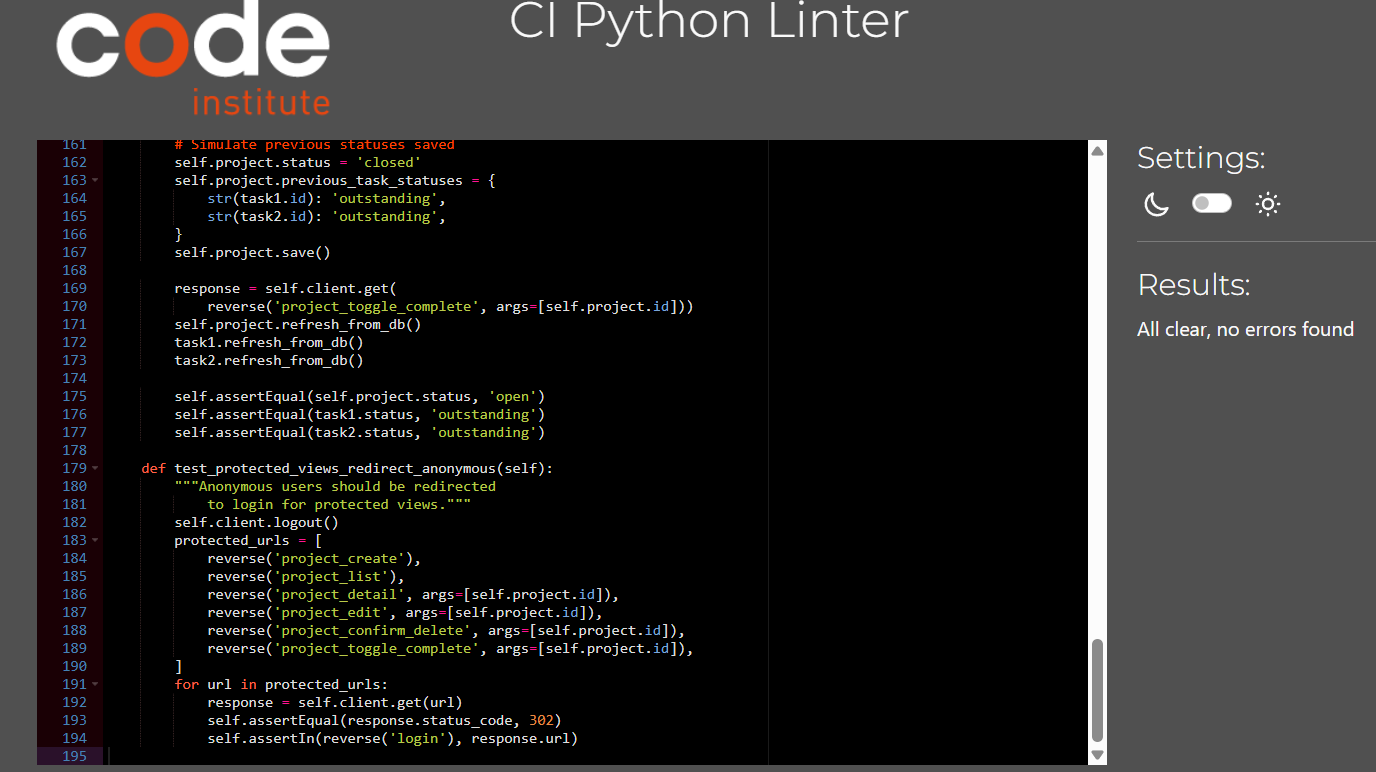 code
institute
CI Python Linter
161 # Simulate previous statuses saved
162 self.project.status = 'closed'
163 self.project.previous_task_statuses = {
164 str(task1.id): 'outstanding',
165 str(task2.id): 'outstanding',
166 }
167 self.project.save()
168
169 response = self.client.get(
170 reverse('project_toggle_complete', args=[self.project.id]))
171 self.project.refresh_from_db()
172 task1.refresh_from_db()
173 task2.refresh_from_db()
174
175 self.assertEqual(self.project.status, 'open')
176 self.assertEqual(task1.status, 'outstanding')
177 self.assertEqual(task2.status, 'outstanding')
178
179 def test_protected_views_redirect_anonymous(self):
180 """Anonymous users should be redirected
181 to login for protected views."""
182 self.client.logout()
183 protected_urls = [
184 reverse('project_create'),
185 reverse('project_list'),
186 reverse('project_detail', args=[self.project.id]),
187 reverse('project_edit', args=[self.project.id]),
188 reverse('project_confirm_delete', args=[self.project.id]),
189 reverse('project_toggle_complete', args=[self.project.id]),
190 ]
191 for url in protected_urls:
192 response = self.client.get(url)
193 self.assertEqual(response.status_code, 302)
194 self.assertIn(reverse('login'), response.url)
195
Settings:
Results:
All clear, no errors found